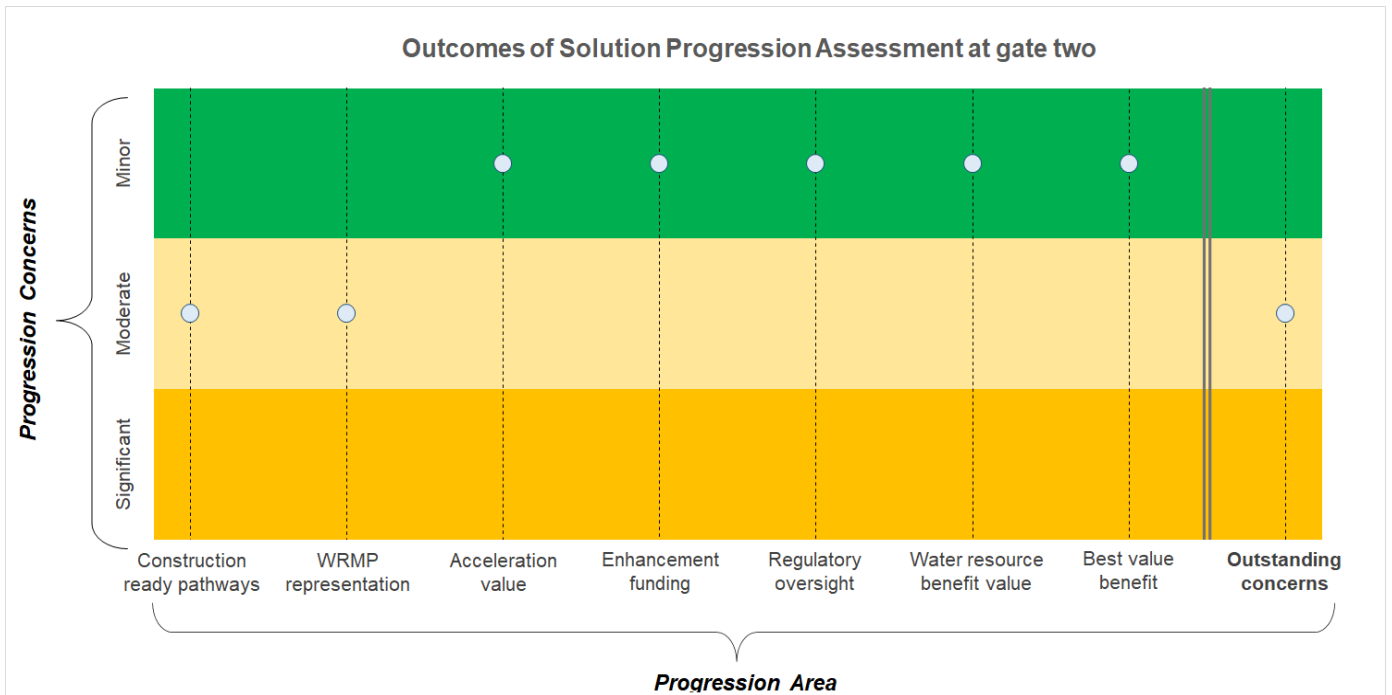 Outcomes of Solution Progression Assessment at gate two
Progression Concerns
Minor
Moderate
Significant
Construction
ready pathways
WRMP
representation
Acceleration
value
Enhancement
funding
Regulatory
oversight
Water resource
benefit value
Best value
benefit
Outstanding
concerns
Progression Area